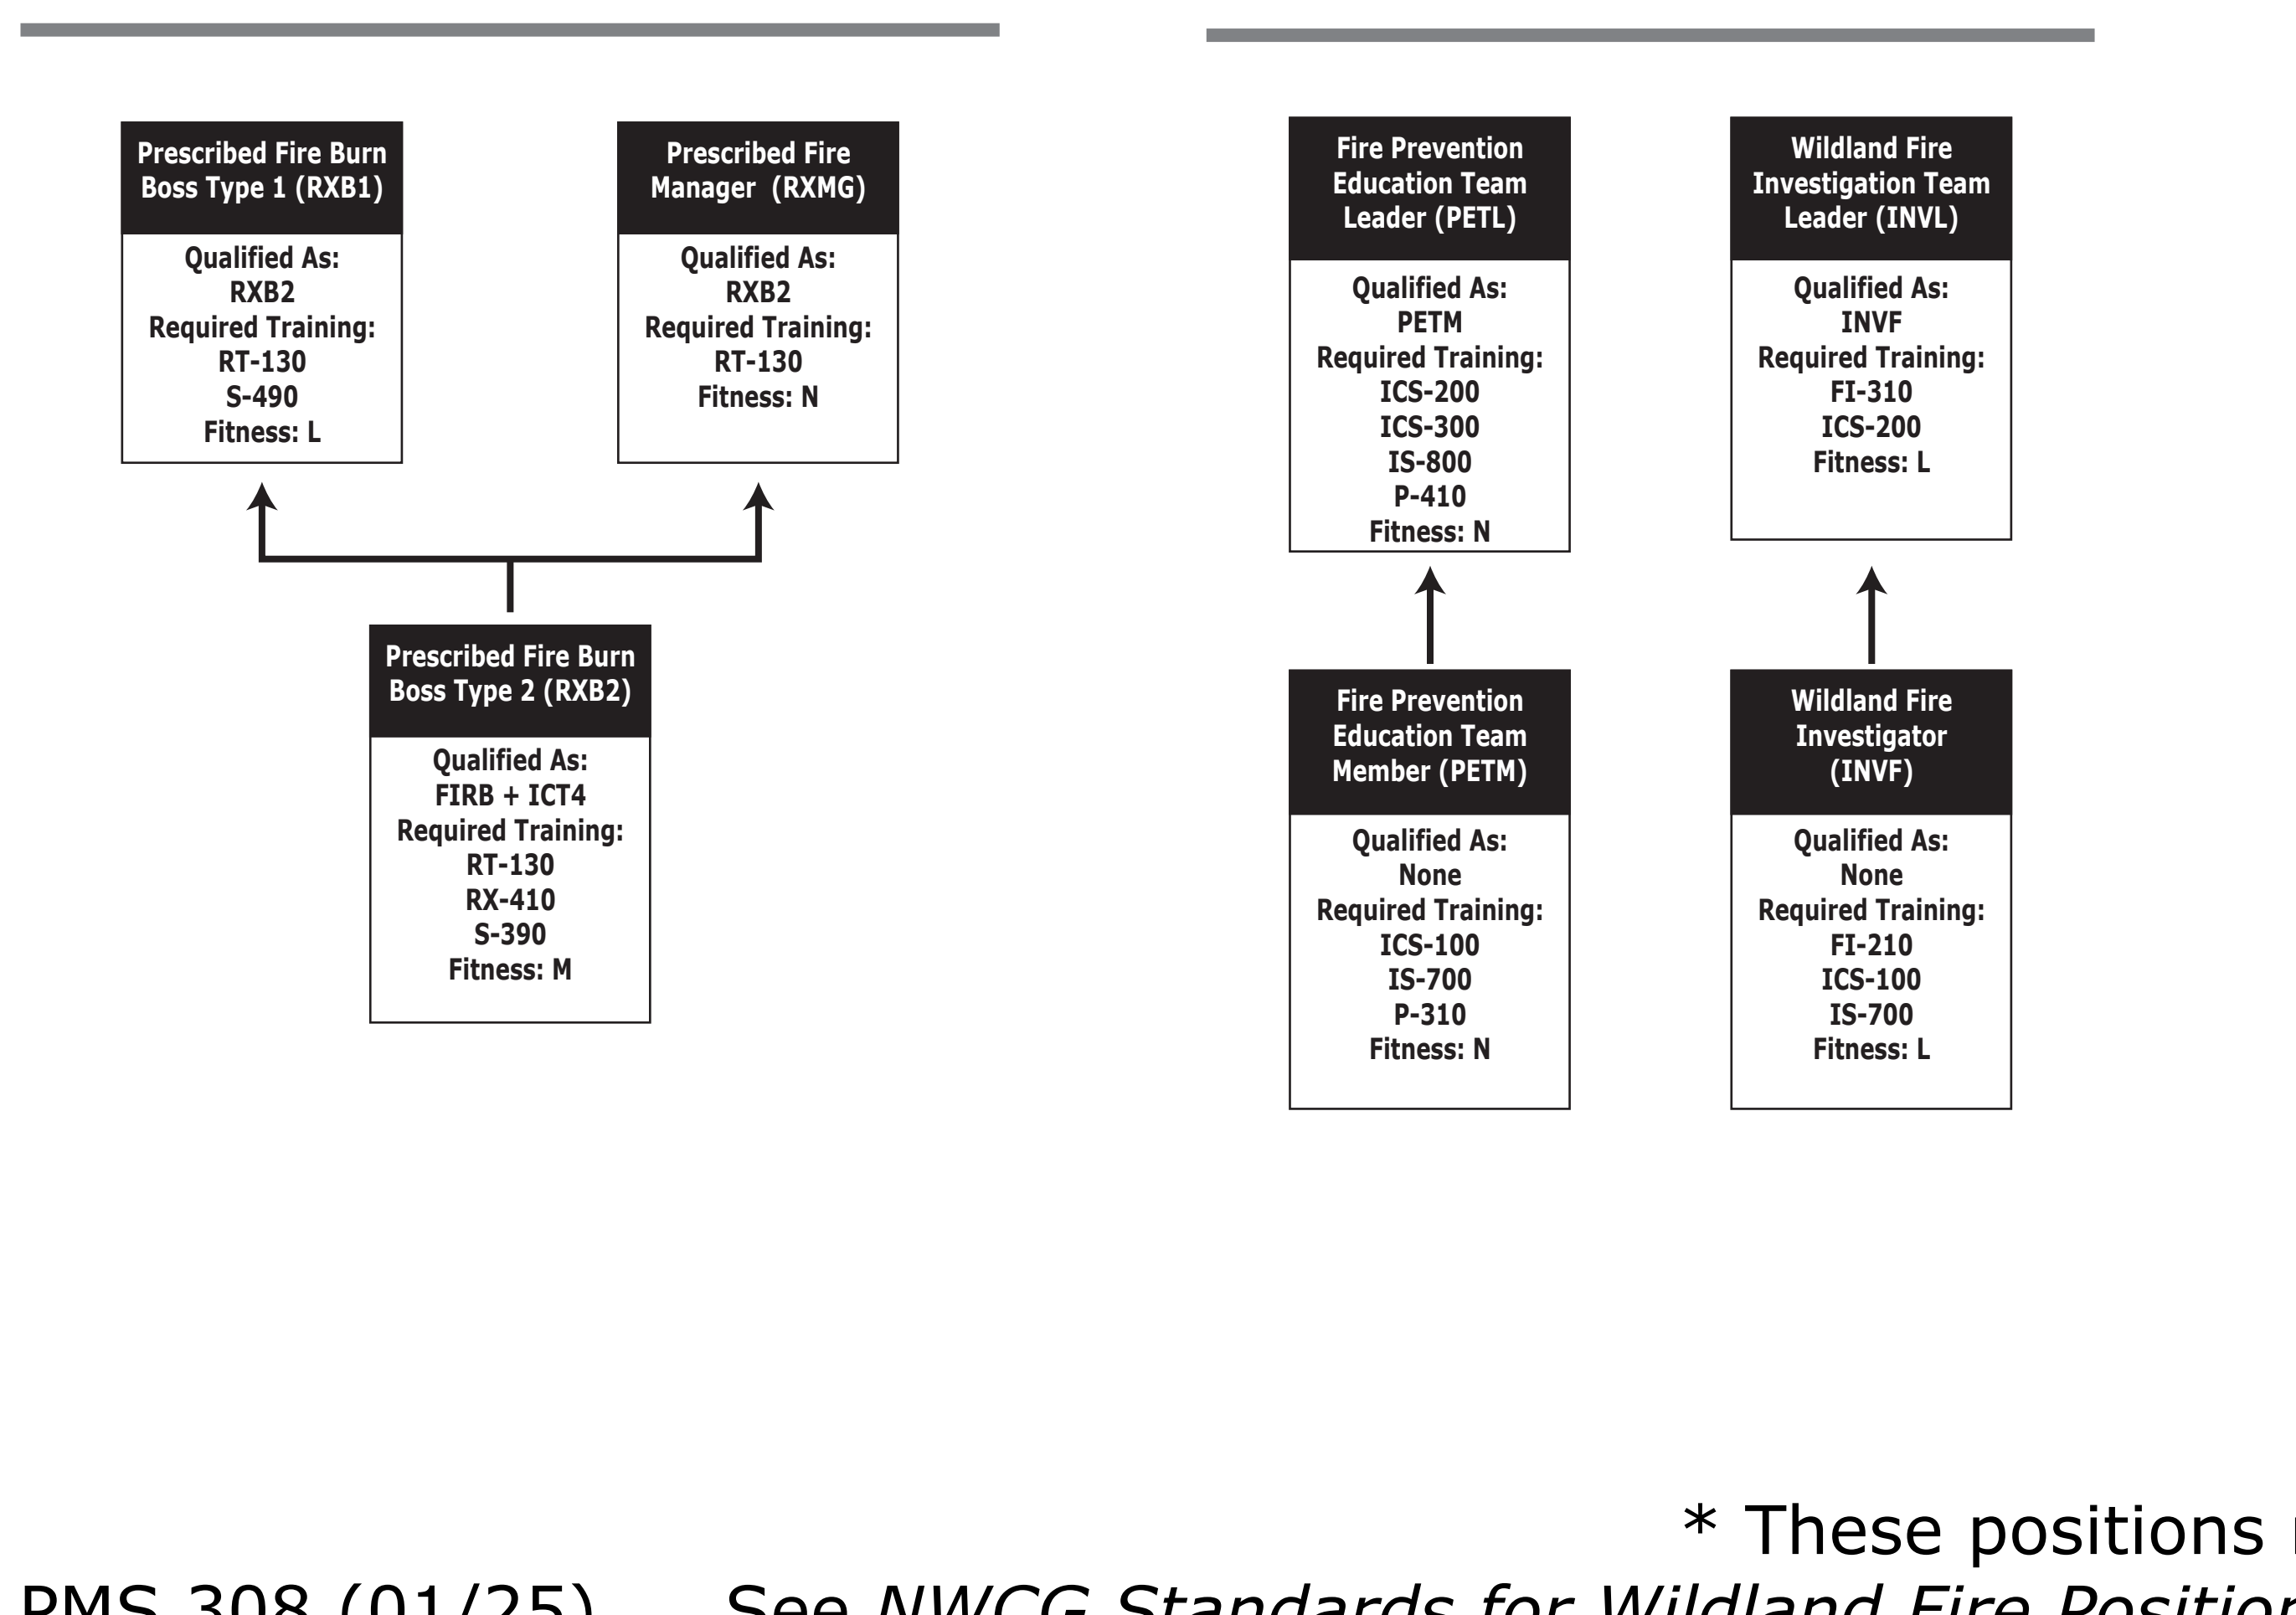 Prescribed Fire Burn
Boss Type 1 (RXB1)
Qualified As:
RXB2
Required Training:
RT-130
S-490
Fitness: L
Prescribed Fire
Manager (RXMG)
Qualified As:
RXB2
Required Training:
RT-130
Fitness: N
Prescribed Fire Burn
Boss Type 2 (RXB2)
Qualified As:
FIRB + ICT4
Required Training:
RT-130
RX-410
S-390
Fitness: M
Fire Prevention
Education Team
Leader (PETL)
Qualified As:
PETM
Required Training:
ICS-200
ICS-300
IS-800
P-410
Fitness: N
Wildland Fire
Investigation Team
Leader (INVL)
Qualified As:
INVF
Required Training:
FI-310
ICS-200
Fitness: L
Fire Prevention
Education Team
Member (PETM)
Qualified As:
None
Required Training:
ICS-100
IS-700
P-310
Fitness: N
Wildland Fire
Investigator
(INVF)
Qualified As:
None
Required Training:
FI-210
ICS-100
IS-700
Fitness: L
* These positions
PMS 308 (01/25) See NWCG Standards for Wildland Fire Position